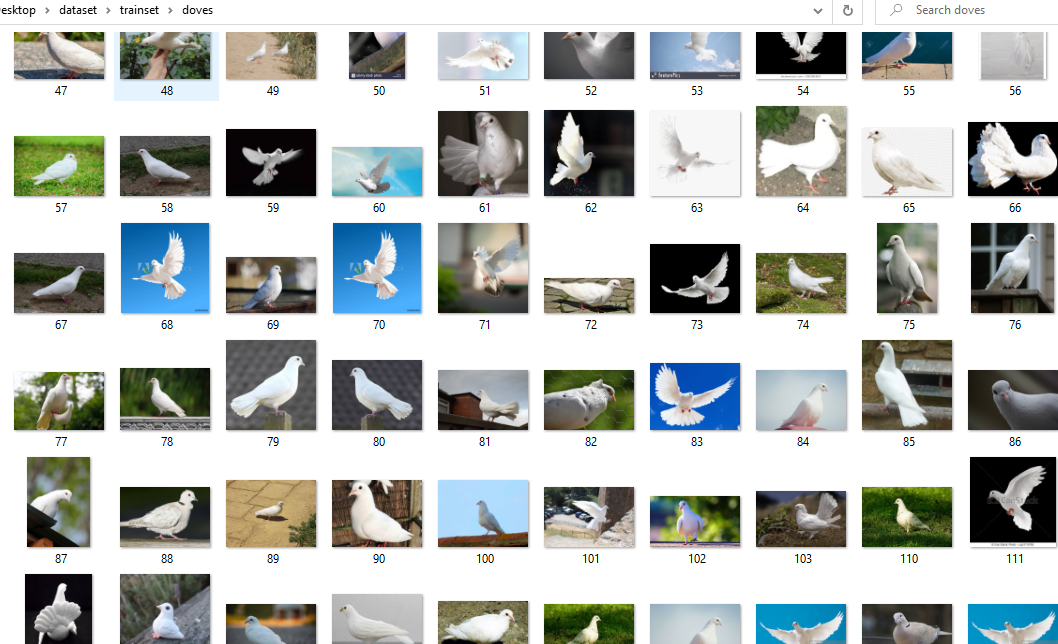 esktop > dataset > trainset > doves
Search doves
47 48 49 50 51 52 53 54 55 56
57 58 59 60 61 62 63 64 65 66
67 68 69 70 71 72 73 74 75 76
77 78 79 80 81 82 83 84 85 86
87 88 89 90 100 101 102 103 110 111